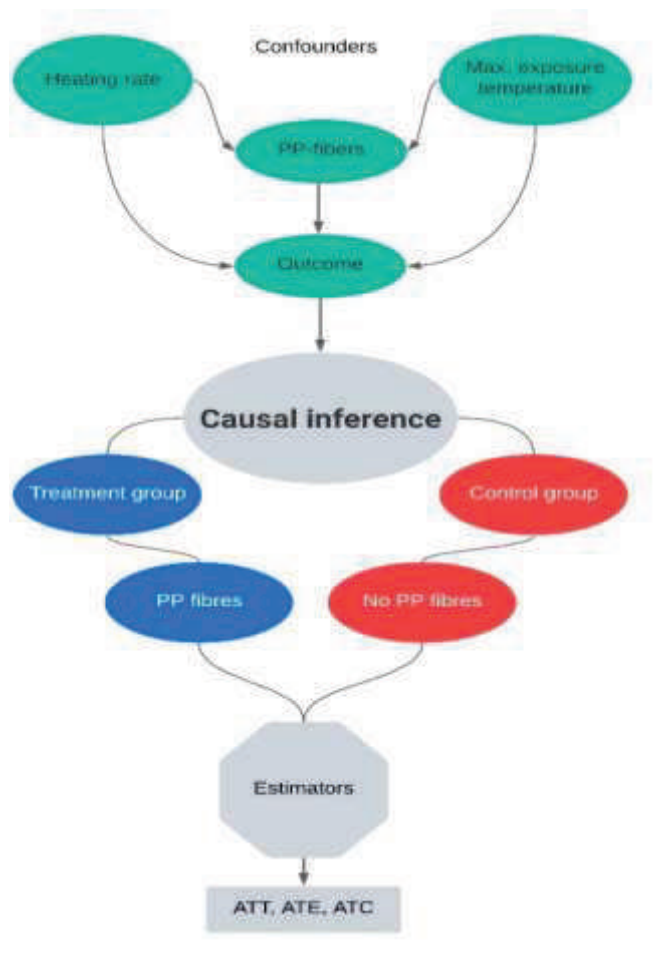 Confounders
Heating rate
Max. exposure
temperature
PP-fibers
Outcome
Causal inference
Treatment group
Control group
PP fibres
No PP fibres
Estimators
ATT, ATE, ATC